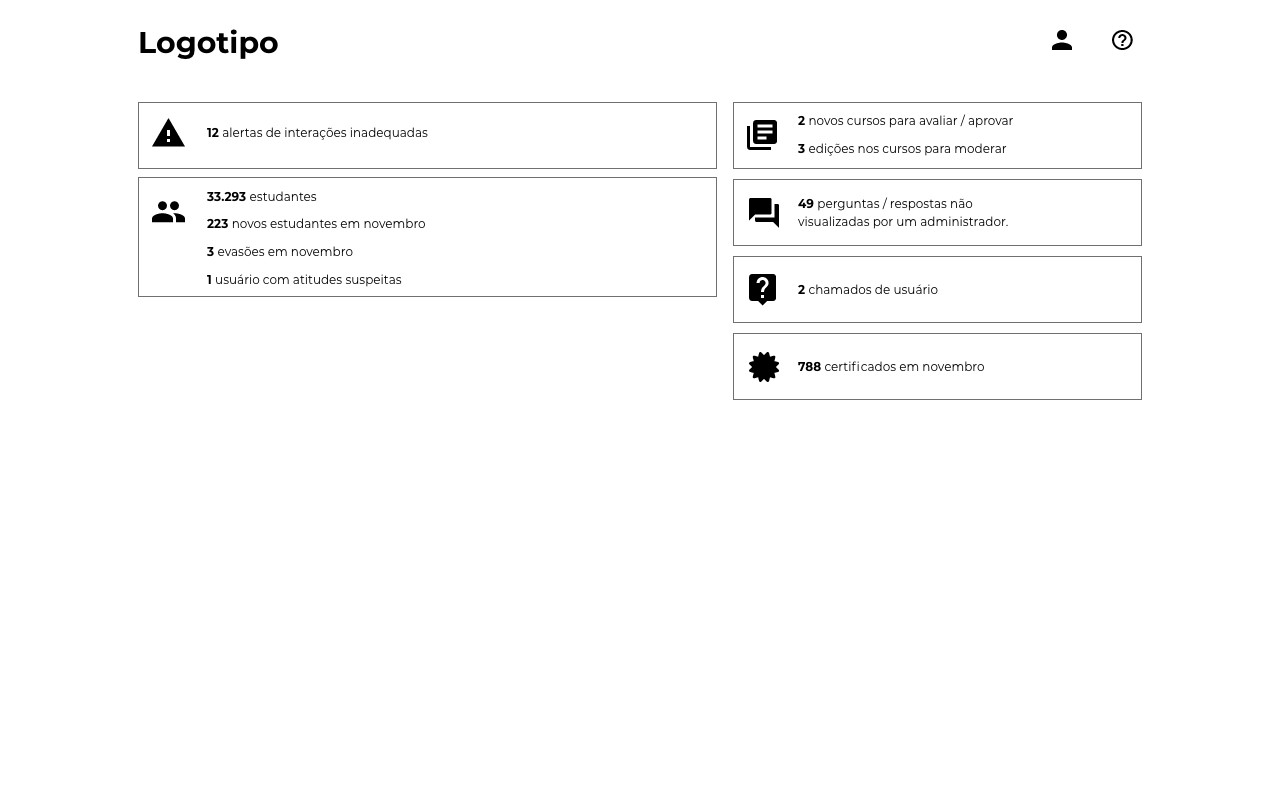 Logotipo
12 alertas de interações inadequadas
33.293 estudantes
223 novos estudantes em novembro
3 evasões em novembro
1 usuário com atitudes suspeitas
2 novos cursos para avaliar / aprovar
3 edições nos cursos para moderar
49 perguntas / respostas não
visualizadas por um administrador.
2 chamados de usuário
788 certificados em novembro